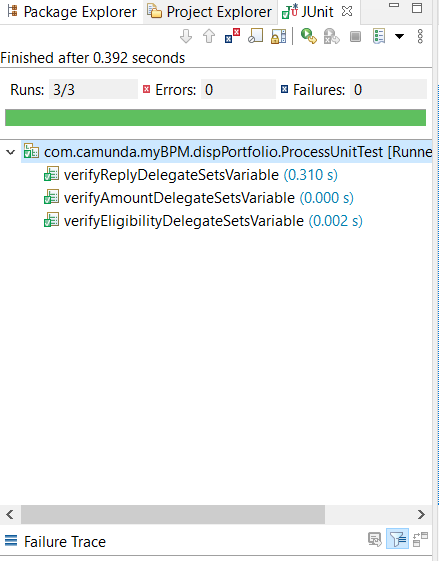 Package Explorer Project Explorer JUnit
Finished after 0.392 seconds
Runs: 3/3 Errors: 0 Failures: 0
com.camunda.myBPM.dispPortfolio.ProcessUnitTest [Runne
verifyReplyDelegateSetsVariable (0.310 s)
verifyAmountDelegateSetsVariable (0.000 s)
verifyEligibilityDelegateSetsVariable (0.002 s)
Failure Trace